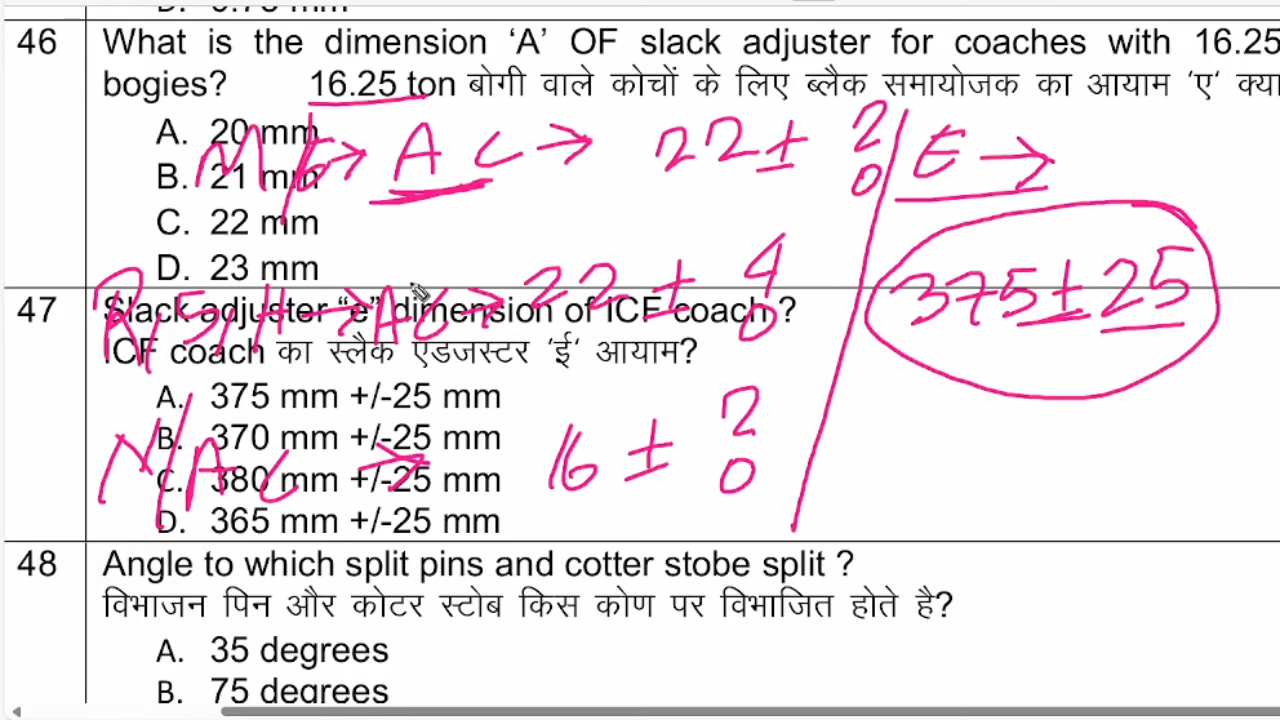 46 What is the dimension ‘A’ OF slack adjuster for coaches with 16.25
bogies? 16.25 ton बोगी वाले कोचों के लिए ब्लैक समायोजक का आयाम 'ए' क्या
A. 20 mm
B. 21 mm
C. 22 mm
D. 23 mm
AC → 22 ± 2 0
E →
375 ± 25
R, S, H → AC → 22 ± 4 0
N/AC → 16 ± 2 0
47 Slack adjuster “e” dimension of ICF coach ?
ICF coach का स्लैक एडजस्टर 'ई' आयाम?
A. 375 mm +/-25 mm
B. 370 mm +/-25 mm
C. 380 mm +/-25 mm
D. 365 mm +/-25 mm
48 Angle to which split pins and cotter stobe split ?
विभाजन पिन और कोटर स्टोब किस कोण पर विभाजित होते है?
A. 35 degrees
B. 75 degrees